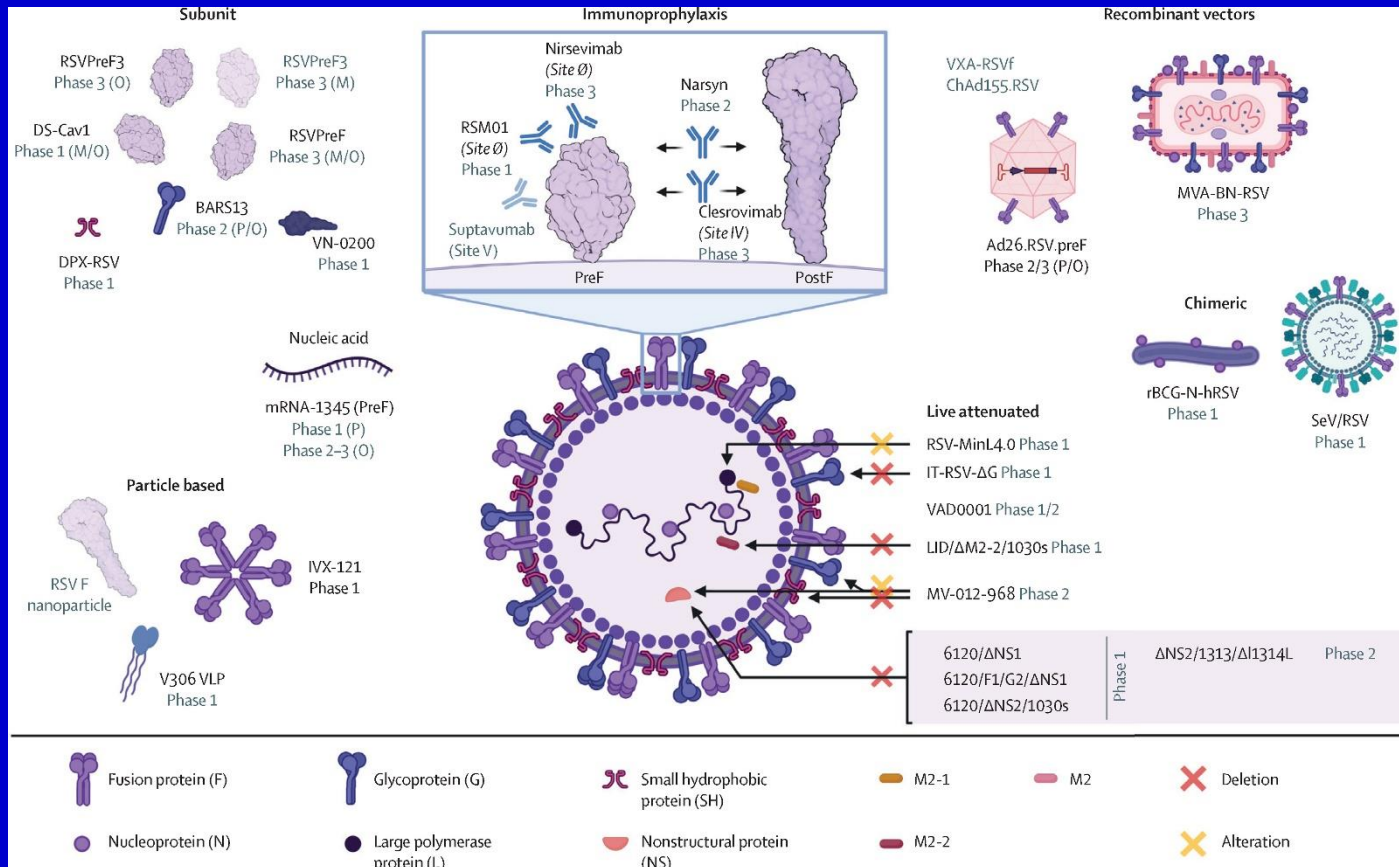 Subunit
RSVPreF3
Phase 3 (O)
RSVPreF3
Phase 3 (M)
DS-Cav1
Phase 1 (M/O)
RSVPreF
Phase 3 (M/O)
BARS13
Phase 2 (P/O)
VN-0200
Phase 1
DPX-RSV
Phase 1
Nucleic acid
mRNA-1345 (PreF)
Phase 1 (P)
Phase 2–3 (O)
Particle based
RSV F
nanoparticle
IVX-121
Phase 1
V306 VLP
Phase 1
Immunoprophylaxis
Nirsevimab
(Site Ø)
Phase 3
RSM01
(Site Ø)
Phase 1
Suptavumab
(Site V)
Narsyn
Phase 2
Clesrovimab
(Site IV)
Phase 3
PreF
PostF
Recombinant vectors
VXA-RSVf
ChAd155.RSV
Ad26.RSV.preF
Phase 2/3 (P/O)
MVA-BN-RSV
Phase 3
Chimeric
rBCG-N-hRSV
Phase 1
SeV/RSV
Phase 1
Live attenuated
RSV-MinL4.0 Phase 1
IT-RSV-ΔG Phase 1
VAD0001 Phase 1/2
LID/ΔM2-2/1030s Phase 1
MV-012-968 Phase 2
6120/ΔNS1
6120/F1/G2/ΔNS1
6120/ΔNS2/1030s
Phase 1
ΔNS2/1313/Δl1314L Phase 2
Fusion protein (F)
Glycoprotein (G)
Small hydrophobic
protein (SH)
M2-1
M2
Deletion
Nucleoprotein (N)
Large polymerase
protein (L)
Nonstructural protein
(NS)
M2-2
Alteration